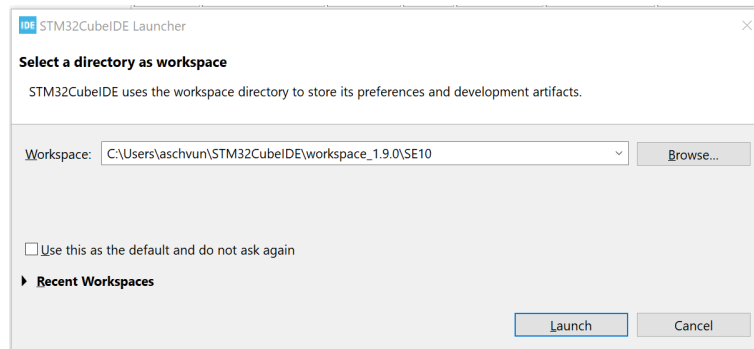 IDE STM32CubeIDE Launcher
Select a directory as workspace
STM32CubeIDE uses the workspace directory to store its preferences and development artifacts.
Workspace: C:\Users\aschvun\STM32CubeIDE\workspace_1.9.0\SE10 Browse...
Use this as the default and do not ask again
Recent Workspaces
Launch Cancel